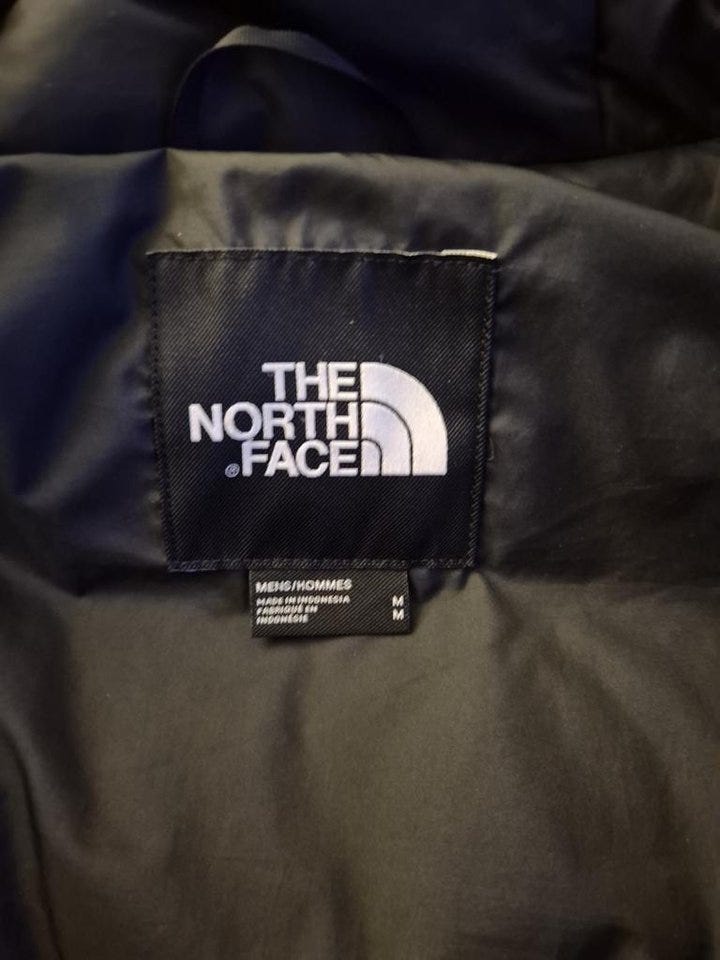 THE
NORTH
® FACE
MENS/HOMMES
MADE IN INDONESIA M
FABRIQUÉ EN
INDONÉSIE M